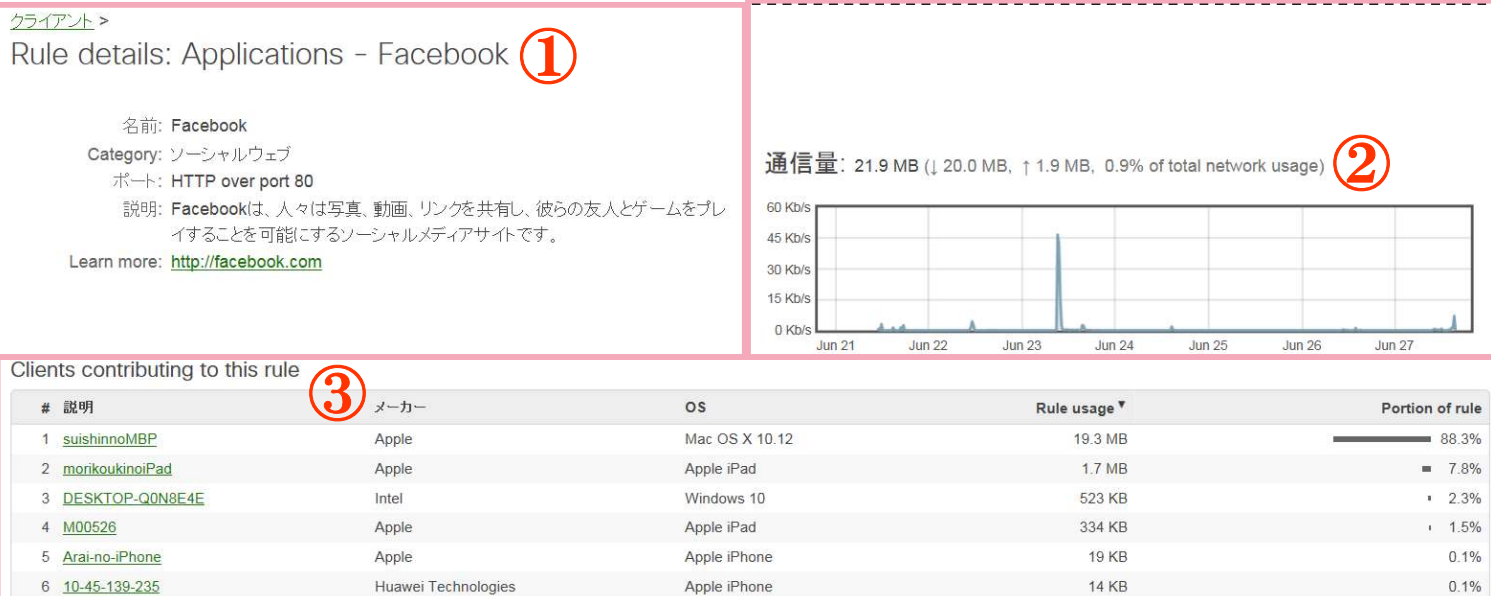 クライアント >
Rule details: Applications - Facebook ①
名前: Facebook
Category: ソーシャルウェブ
ポート: HTTP over port 80
説明: Facebookは、人々は写真、動画、リンクを共有し、彼らの友人とゲームをプレ
イすることを可能にするソーシャルメディアサイトです。
Learn more: http://facebook.com
通信量: 21.9 MB (↓ 20.0 MB, ↑ 1.9 MB, 0.9% of total network usage) ②
60 Kb/s
45 Kb/s
30 Kb/s
15 Kb/s
0 Kb/s
Jun 21 Jun 22 Jun 23 Jun 24 Jun 25 Jun 26 Jun 27
Clients contributing to this rule ③
# 説明 メーカー OS Rule usage ▼ Portion of rule
1 suishinnoMBP Apple Mac OS X 10.12 19.3 MB 88.3%
2 morikoukinoiPad Apple Apple iPad 1.7 MB 7.8%
3 DESKTOP-Q0N8E4E Intel Windows 10 523 KB 2.3%
4 M00526 Apple Apple iPad 334 KB 1.5%
5 Arai-no-iPhone Apple Apple iPhone 19 KB 0.1%
6 10-45-139-235 Huawei Technologies Apple iPhone 14 KB 0.1%